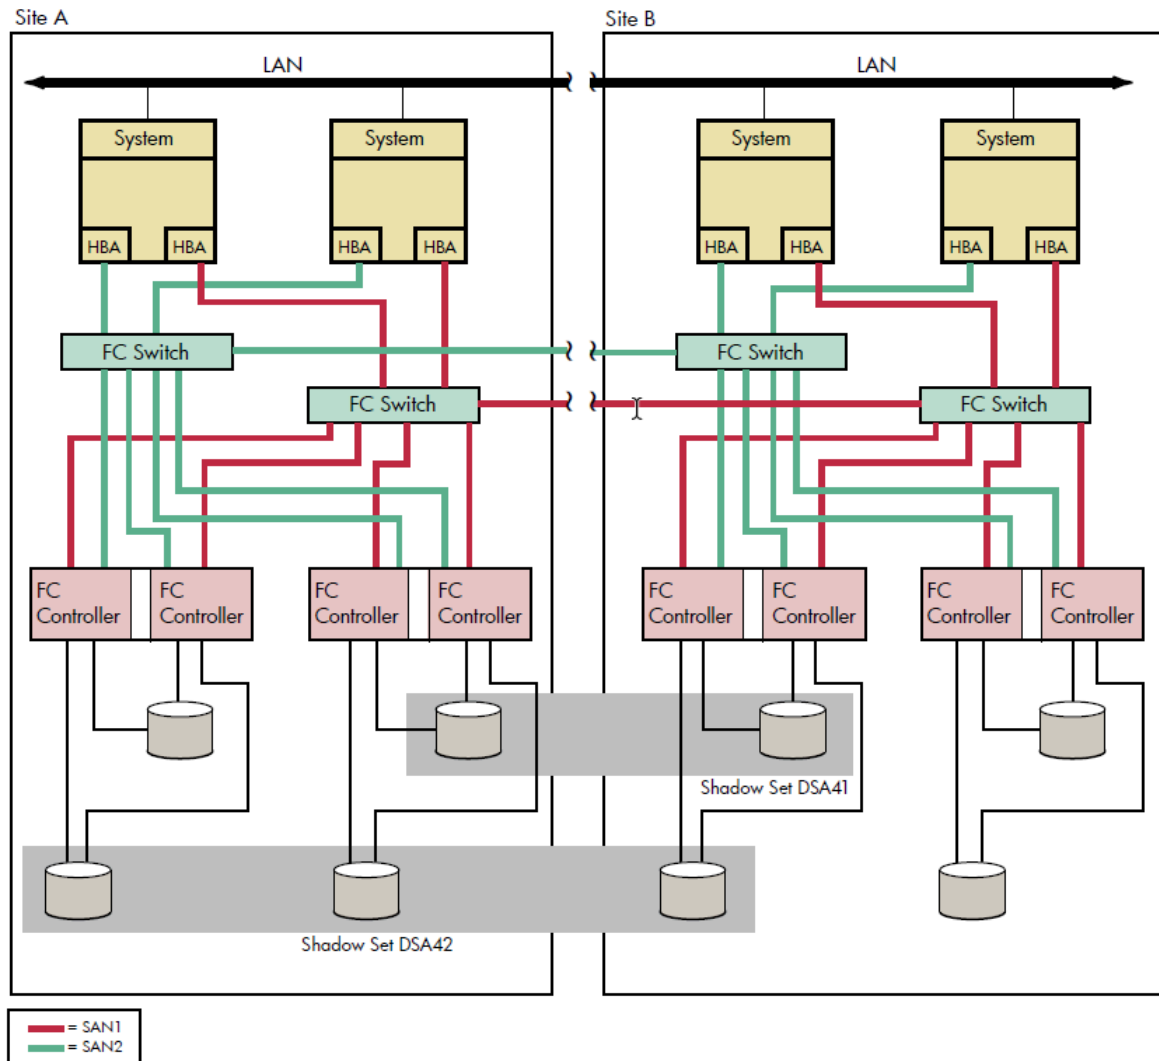 Site A
Site B
LAN
LAN
System
System
System
System
HBA
HBA
HBA
HBA
HBA
HBA
HBA
HBA
FC Switch
FC Switch
FC Switch
FC Switch
FC
Controller
FC
Controller
FC
Controller
FC
Controller
FC
Controller
FC
Controller
FC
Controller
FC
Controller
Shadow Set DSA41
Shadow Set DSA42
= SAN1
= SAN2